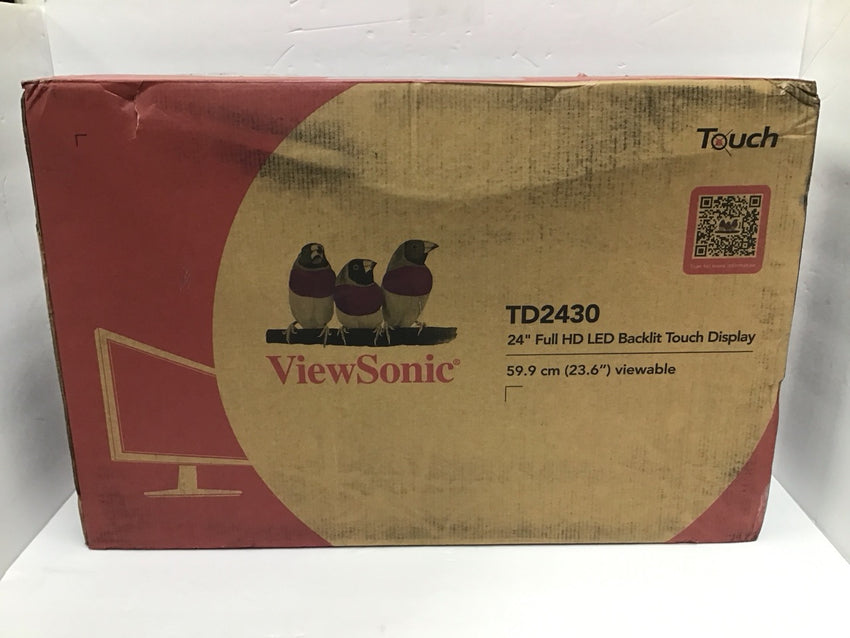 Touch
TD2430
24" Full HD LED Backlit Touch Display
59.9 cm (23.6") viewable
ViewSonic®